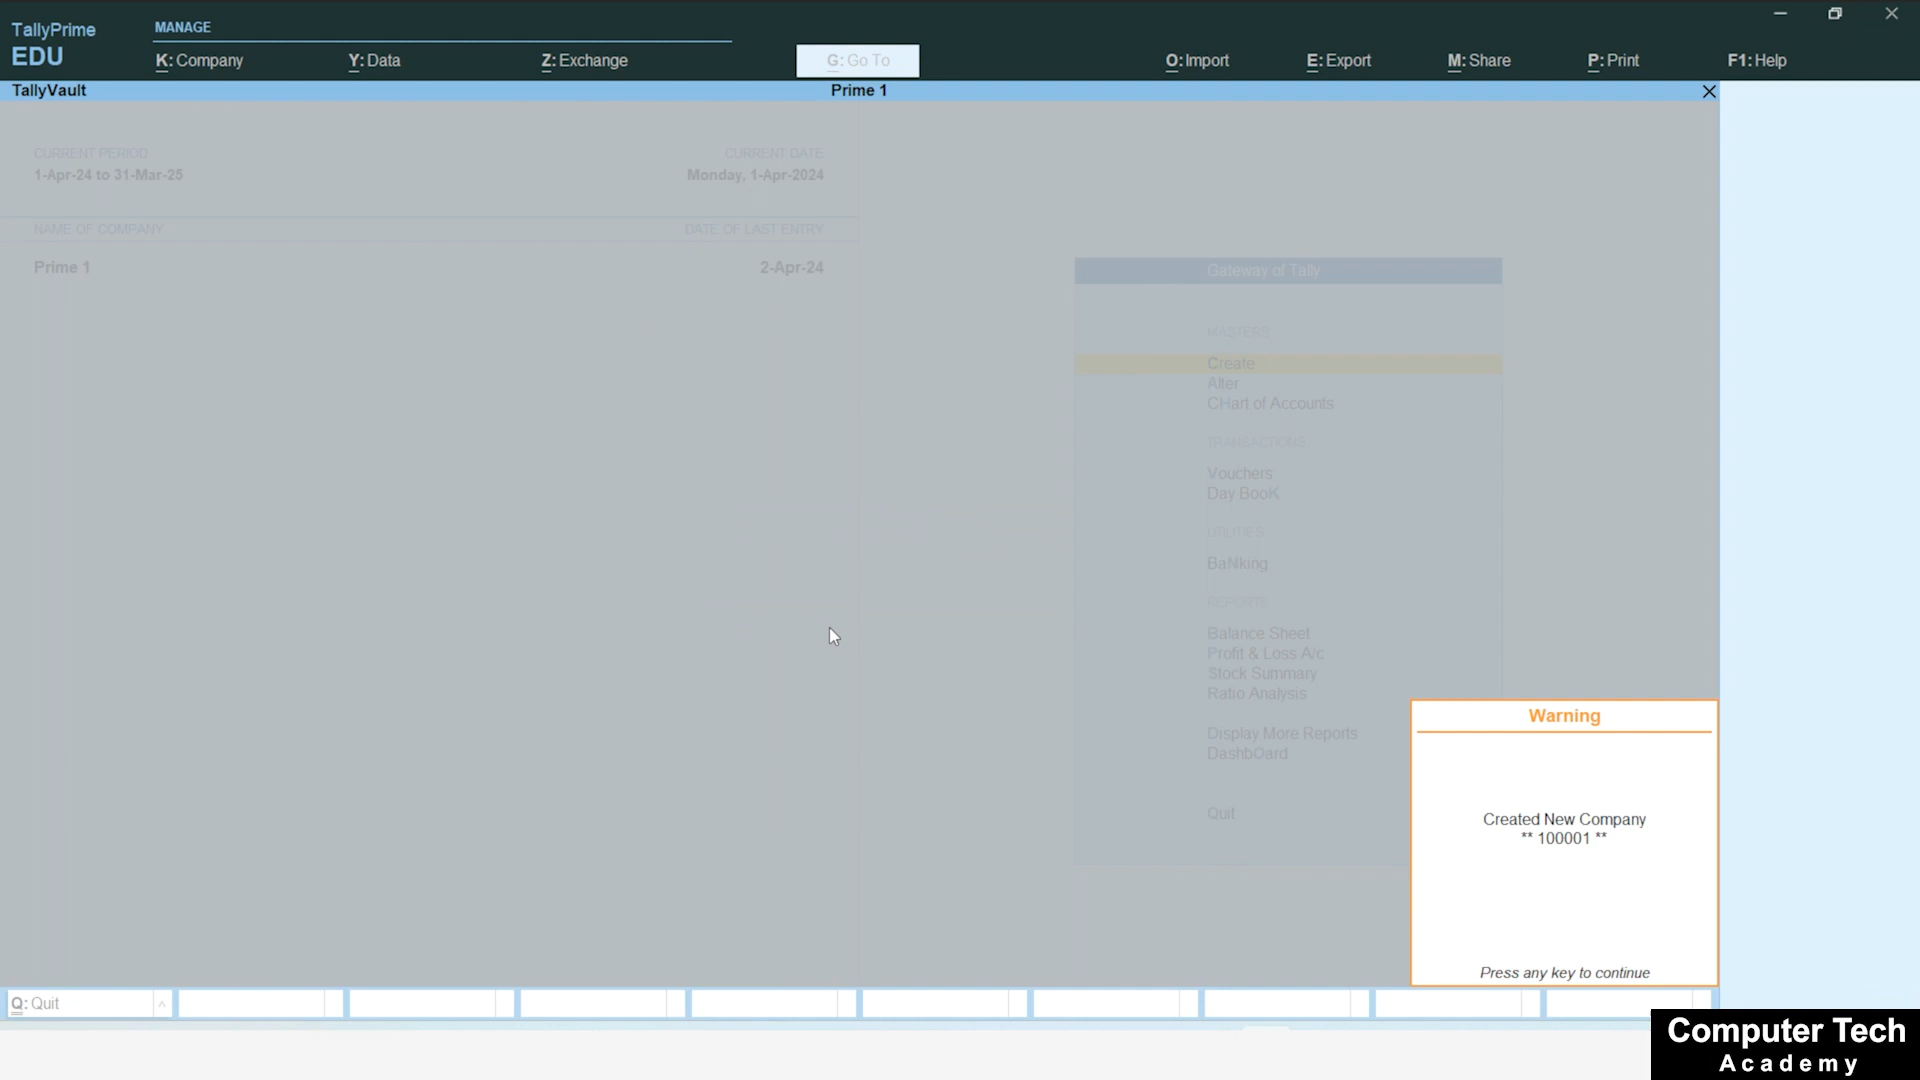 TallyPrime
EDU
MANAGE
K: Company
Y: Data
Z: Exchange
G: Go To
O: Import
E: Export
M: Share
P: Print
F1: Help
TallyVault
Prime 1
CURRENT PERIOD
CURRENT DATE
1-Apr-24 to 31-Mar-25
Monday, 1-Apr-2024
NAME OF COMPANY
DATE OF LAST ENTRY
Prime 1
2-Apr-24
Gateway of Tally
MASTERS
Create
Alter
CHart of Accounts
TRANSACTIONS
Vouchers
Day BooK
UTILITIES
BaNking
REPORTS
Balance Sheet
Profit & Loss A/c
Stock Summary
Ratio Analysis
Display More Reports
DashbOard
Quit
Warning
Created New Company
** 100001 **
Press any key to continue
Q: Quit
Computer Tech
Academy